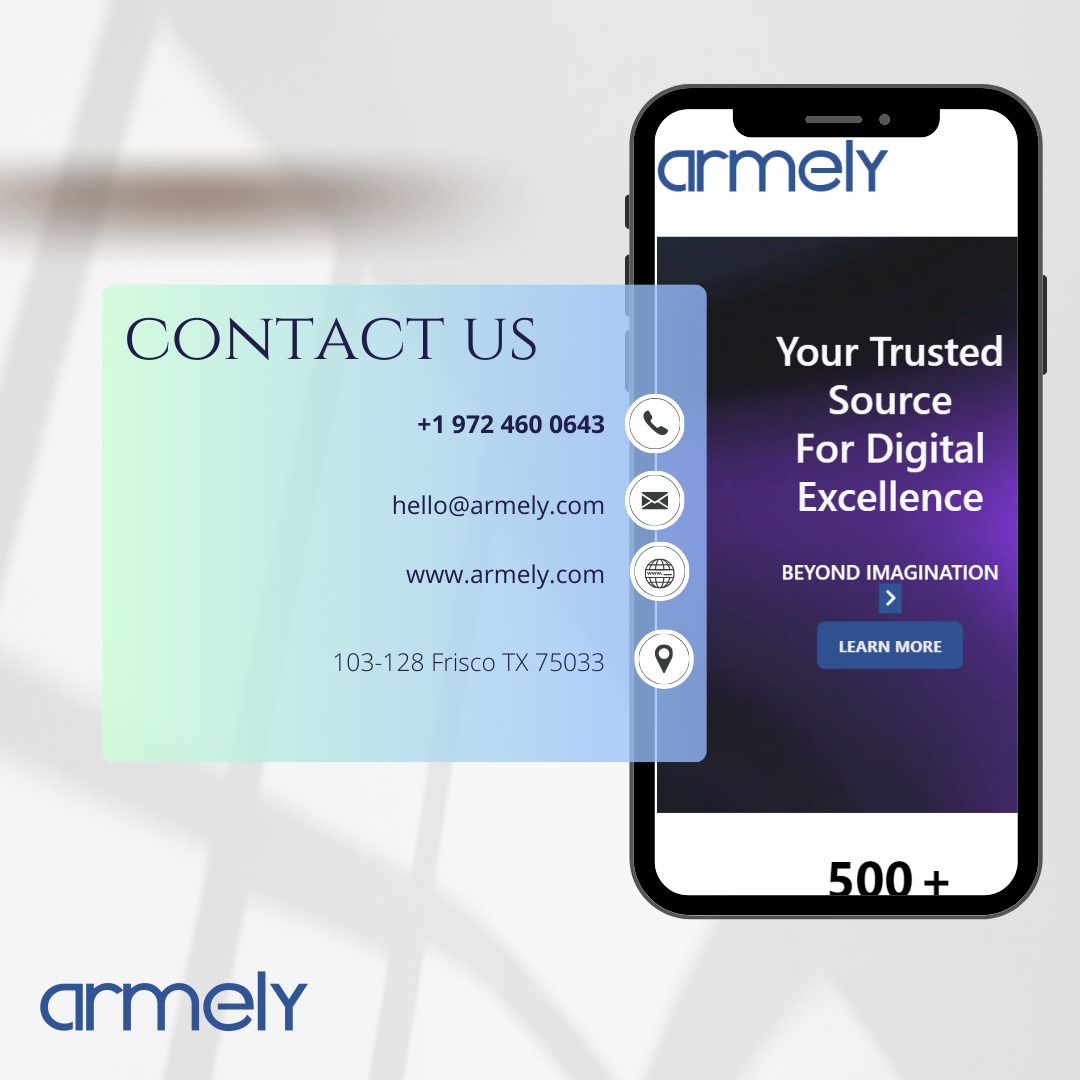 armely
CONTACT US
+1 972 460 0643
hello@armely.com
www.armely.com
103-128 Frisco TX 75033
Your Trusted
Source
For Digital
Excellence
BEYOND IMAGINATION
LEARN MORE
500 +
armely